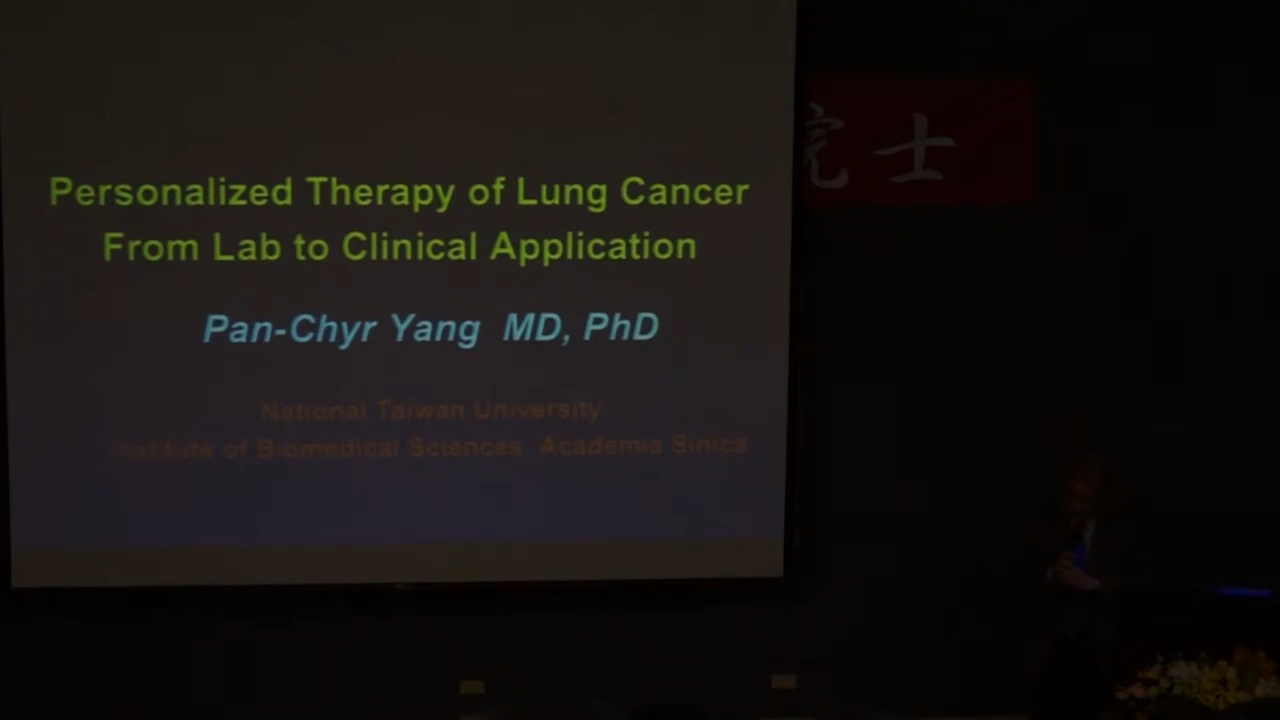 Personalized Therapy of Lung Cancer
From Lab to Clinical Application
Pan-Chyr Yang MD, PhD
National Taiwan University
Institute of Biomedical Sciences Academia Sinica
院士